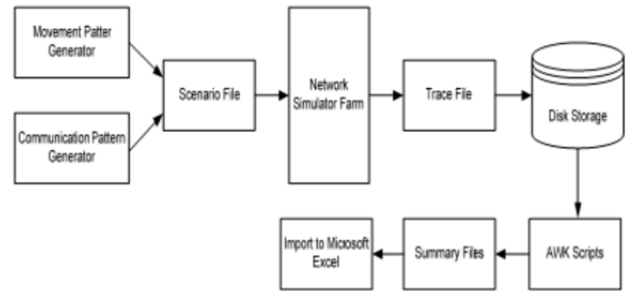 Movement Patter
Generator
Communication Pattern
Generator
Scenario File
Network
Simulator Farm
Trace File
Disk Storage
Import to Microsoft
Excel
Summary Files
AWK Scripts